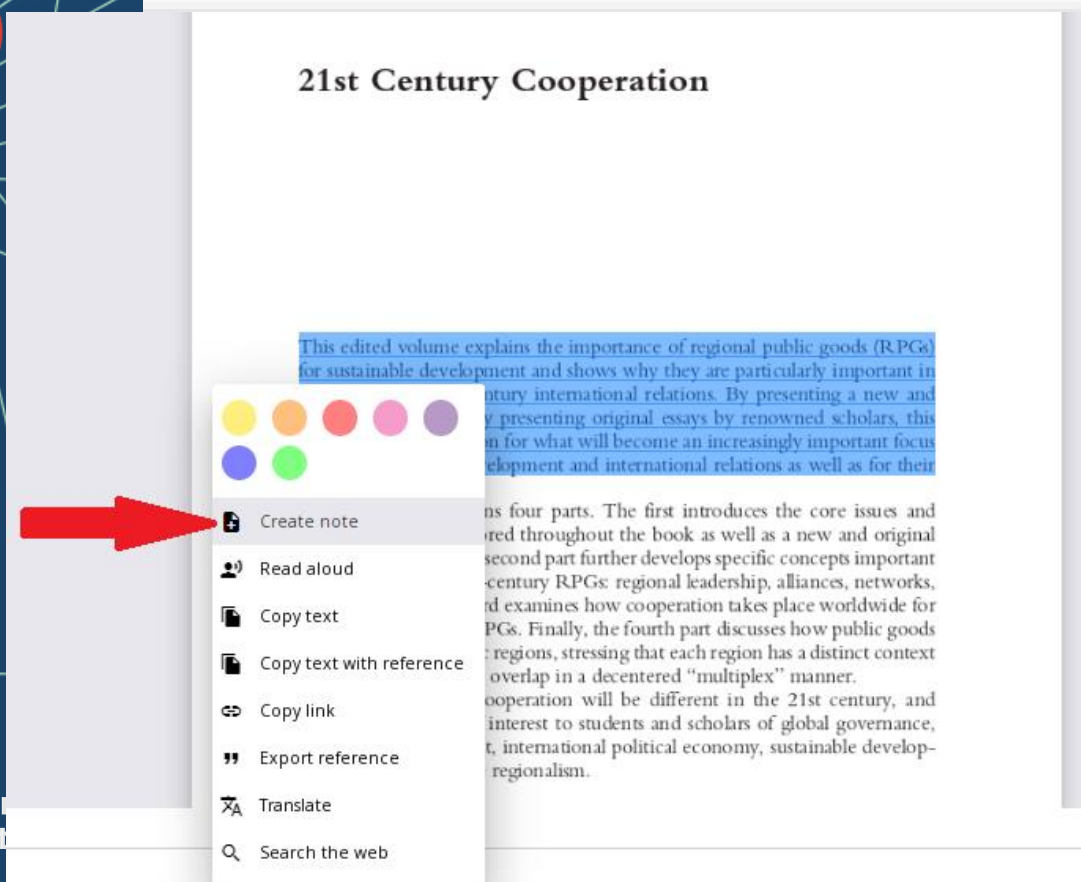 21st Century Cooperation
This edited volume explains the importance of regional public goods (RPGs)
for sustainable development and shows why they are particularly important in
ntury international relations. By presenting a new and
y presenting original essays by renowned scholars, this
n for what will become an increasingly important focus
elopment and international relations as well as for their
Create note
Read aloud
Copy text
Copy text with reference
Copy link
Export reference
Translate
Search the web
ns four parts. The first introduces the core issues and
red throughout the book as well as a new and original
second part further develops specific concepts important
-century RPGs: regional leadership, alliances, networks,
rd examines how cooperation takes place worldwide for
PGs. Finally, the fourth part discusses how public goods
regions, stressing that each region has a distinct context
overlap in a decentered “multiplex” manner.
ooperation will be different in the 21st century, and
interest to students and scholars of global governance,
t, international political economy, sustainable develop-
regionalism.